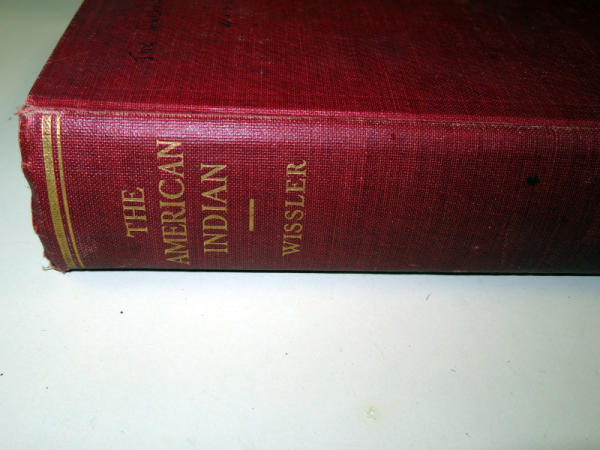 THE
AMERICAN
INDIAN
WISSLER